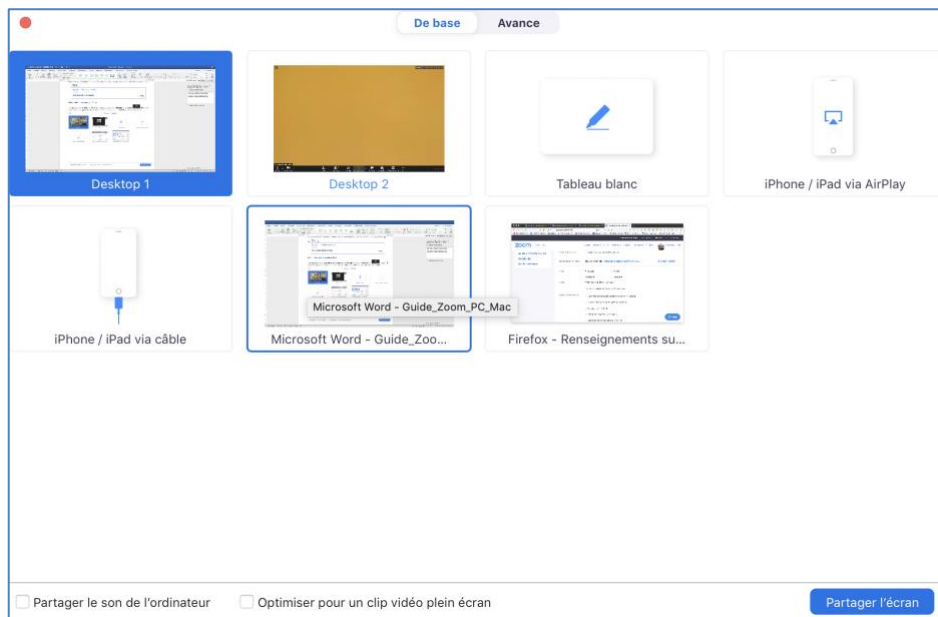 De base Avance
Desktop 1
Desktop 2
Tableau blanc
iPhone / iPad via AirPlay
zoom
Microsoft Word - Guide_Zoom_PC_Mac
iPhone / iPad via câble
Microsoft Word - Guide_Zoo...
Firefox - Renseignements su...
Partager le son de l'ordinateur
Optimiser pour un clip vidéo plein écran
Partager l'écran